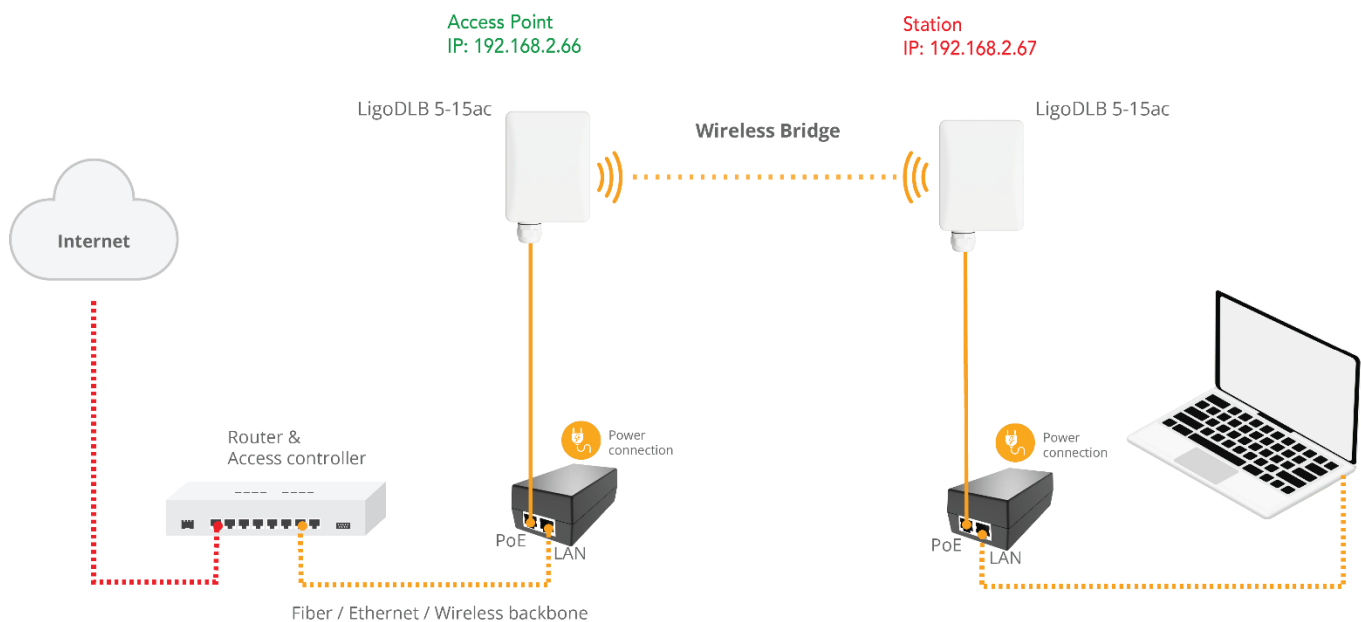 Access Point
IP: 192.168.2.66
Station
IP: 192.168.2.67
LigoDLB 5-15ac
Wireless Bridge
LigoDLB 5-15ac
Internet
Router &
Access controller
Power
connection
Power
connection
PoE
LAN
PoE
LAN
Fiber / Ethernet / Wireless backbone